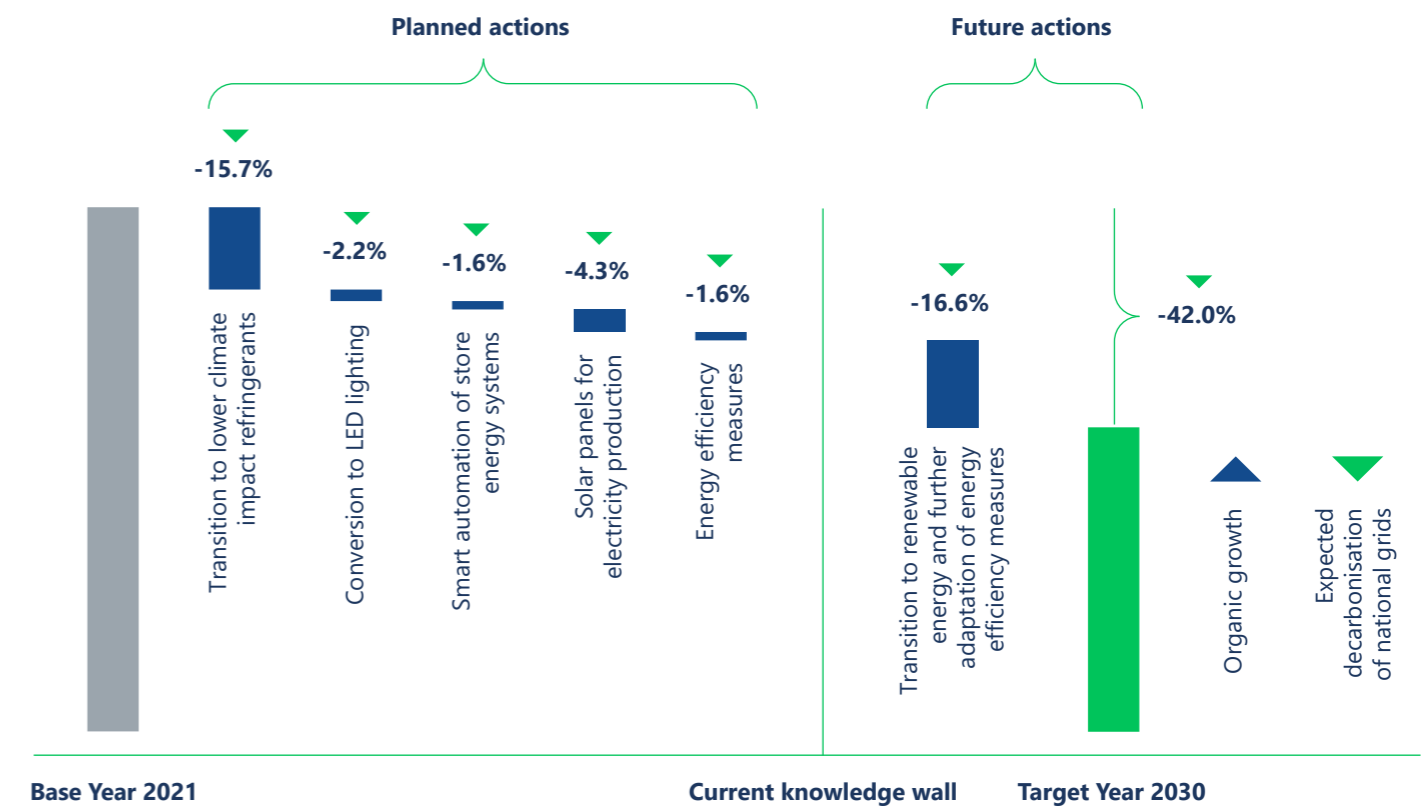 Planned actions
Future actions
-15.7%
-2.2%
-1.6%
-4.3%
-1.6%
-16.6%
-42.0%
Transition to lower climate
impact refrigerants
Conversion to LED lighting
Smart automation of store
energy systems
Solar panels for
electricity production
Energy efficiency
measures
Transition to renewable
energy and further
adaptation of energy
efficiency measures
Organic growth
Expected
decarbonisation
of national grids
Base Year 2021
Current knowledge wall
Target Year 2030